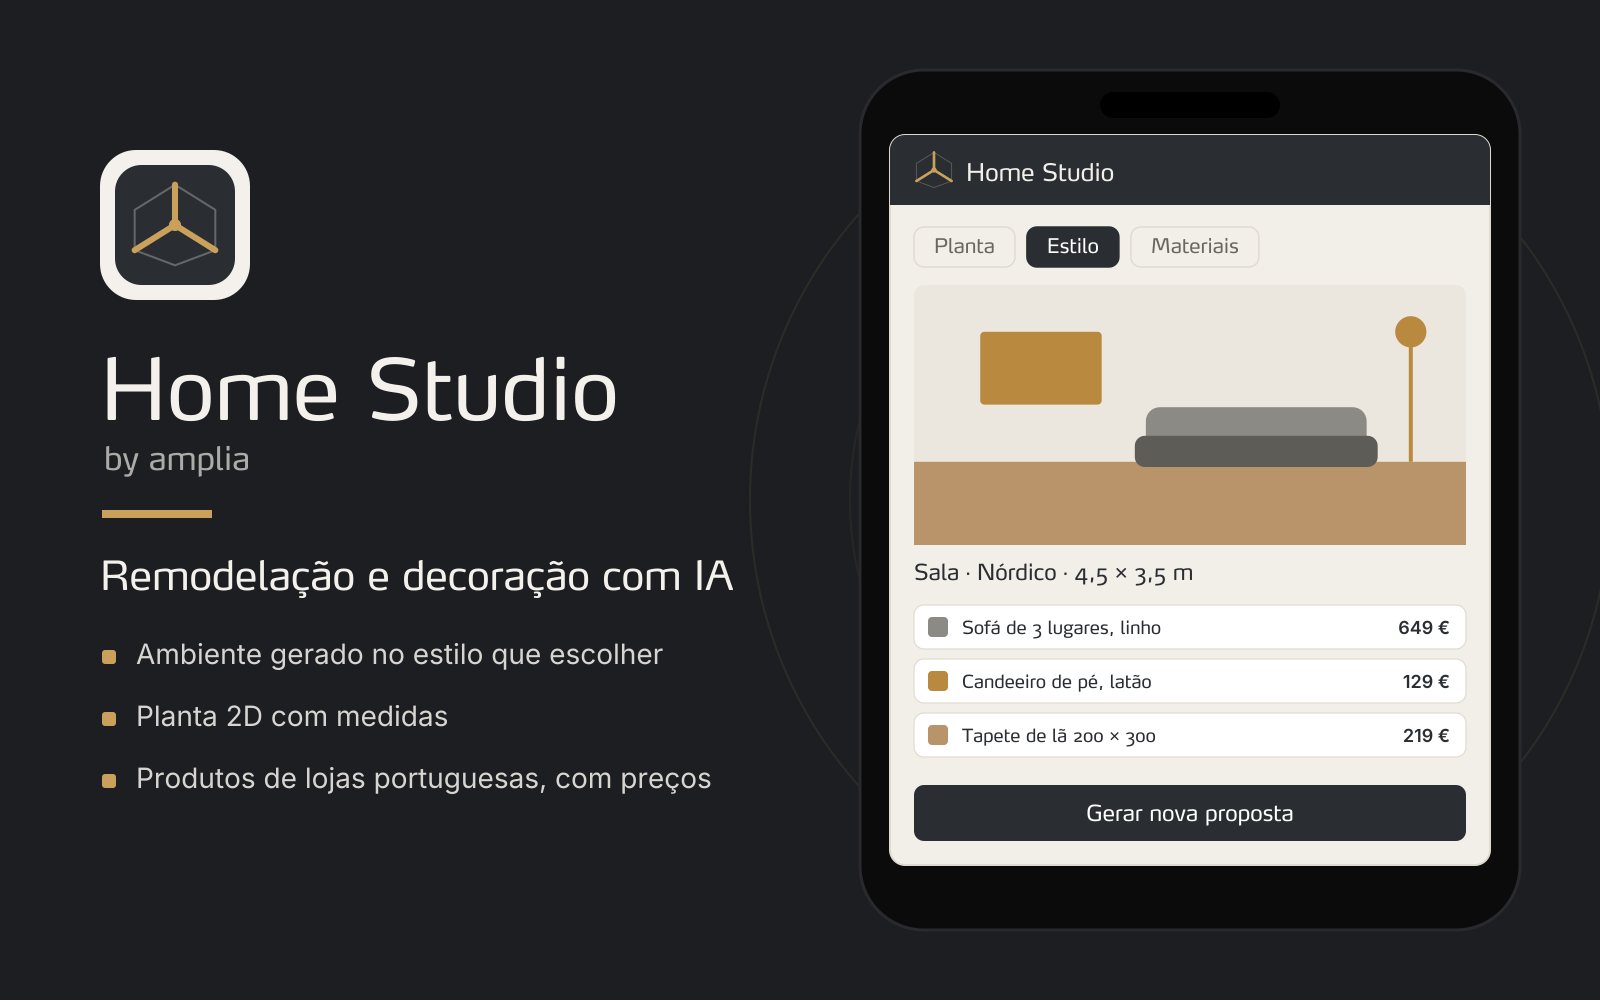 Home Studio
by amplia
Remodelação e decoração com IA
Ambiente gerado no estilo que escolher
Planta 2D com medidas
Produtos de lojas portuguesas, com preços
Home Studio
Planta Estilo Materiais
Sala · Nórdico · 4,5 × 3,5 m
Sofá de 3 lugares, linho 649 €
Candeeiro de pé, latão 129 €
Tapete de lã 200 × 300 219 €
Gerar nova proposta